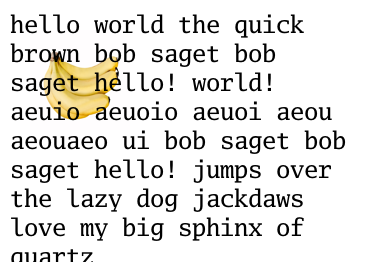 hello world the quick
brown bob saget bob
saget hello! world!
aeuio aeuoio aeuoi aeou
aeouaeo ui bob saget bob
saget hello! jumps over
the lazy dog jackdaws
love my big sphinx of
quartz